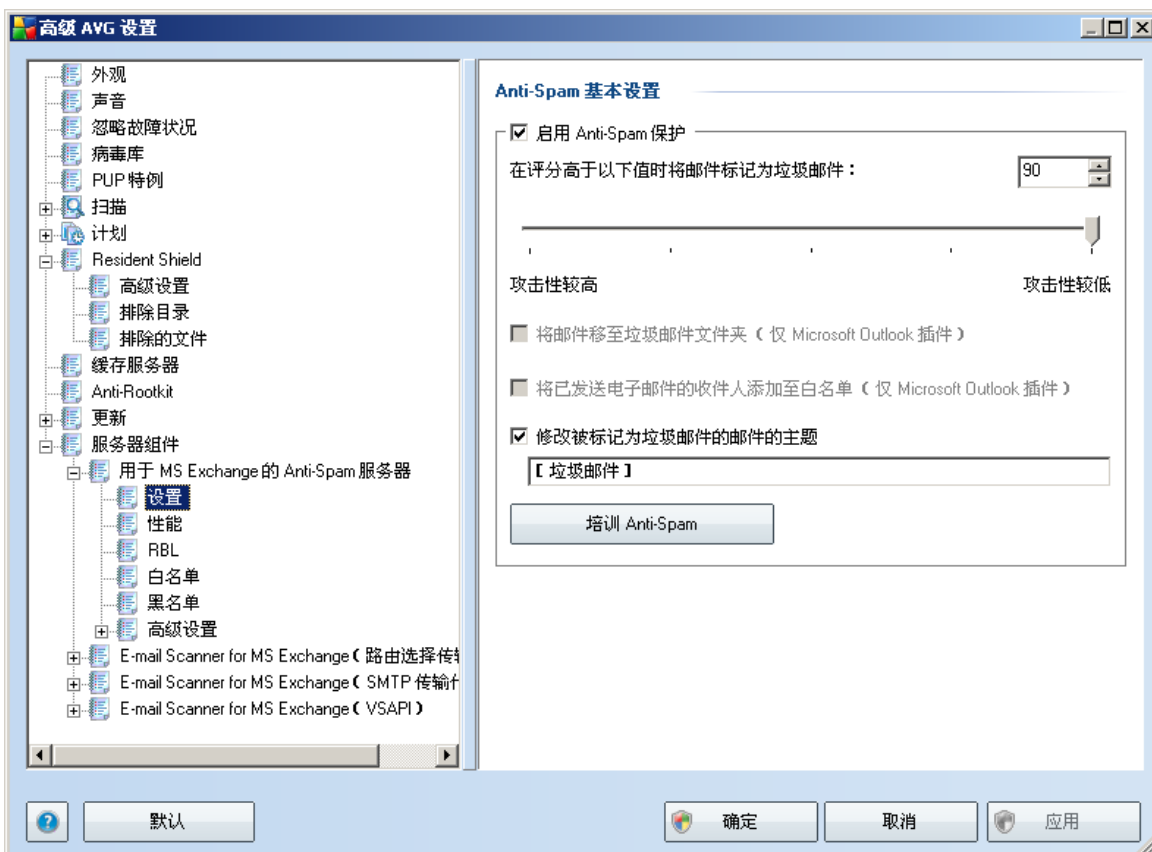 高级 AVG 设置
外观
声音
忽略故障状况
病毒库
PUP 特例
扫描
计划
Resident Shield
高级设置
排除目录
排除的文件
缓存服务器
Anti-Rootkit
更新
服务器组件
用于 MS Exchange 的 Anti-Spam 服务器
设置
性能
RBL
白名单
黑名单
高级设置
E-mail Scanner for MS Exchange（路由选择传输
E-mail Scanner for MS Exchange（SMTP 传输
E-mail Scanner for MS Exchange（VSAPI）
Anti-Spam 基本设置
启用 Anti-Spam 保护
在评分高于以下值时将邮件标记为垃圾邮件：
90
攻击性较高
攻击性较低
将邮件移至垃圾邮件文件夹（仅 Microsoft Outlook 插件）
将已发送电子邮件的收件人添加至白名单（仅 Microsoft Outlook 插件）
修改被标记为垃圾邮件的邮件的主题
【垃圾邮件】
培训 Anti-Spam
默认
确定
取消
应用